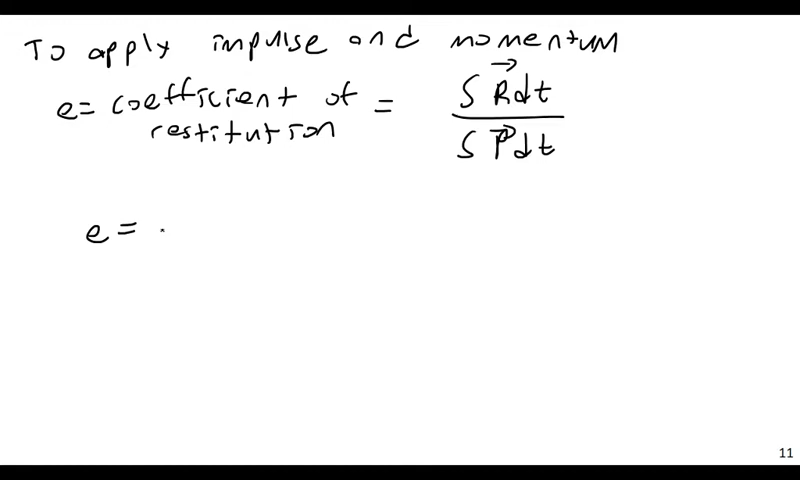 To apply impulse and momentum
e = coefficient of restitution = ∫ R⃗dt / ∫ P⃗dt
e =
11